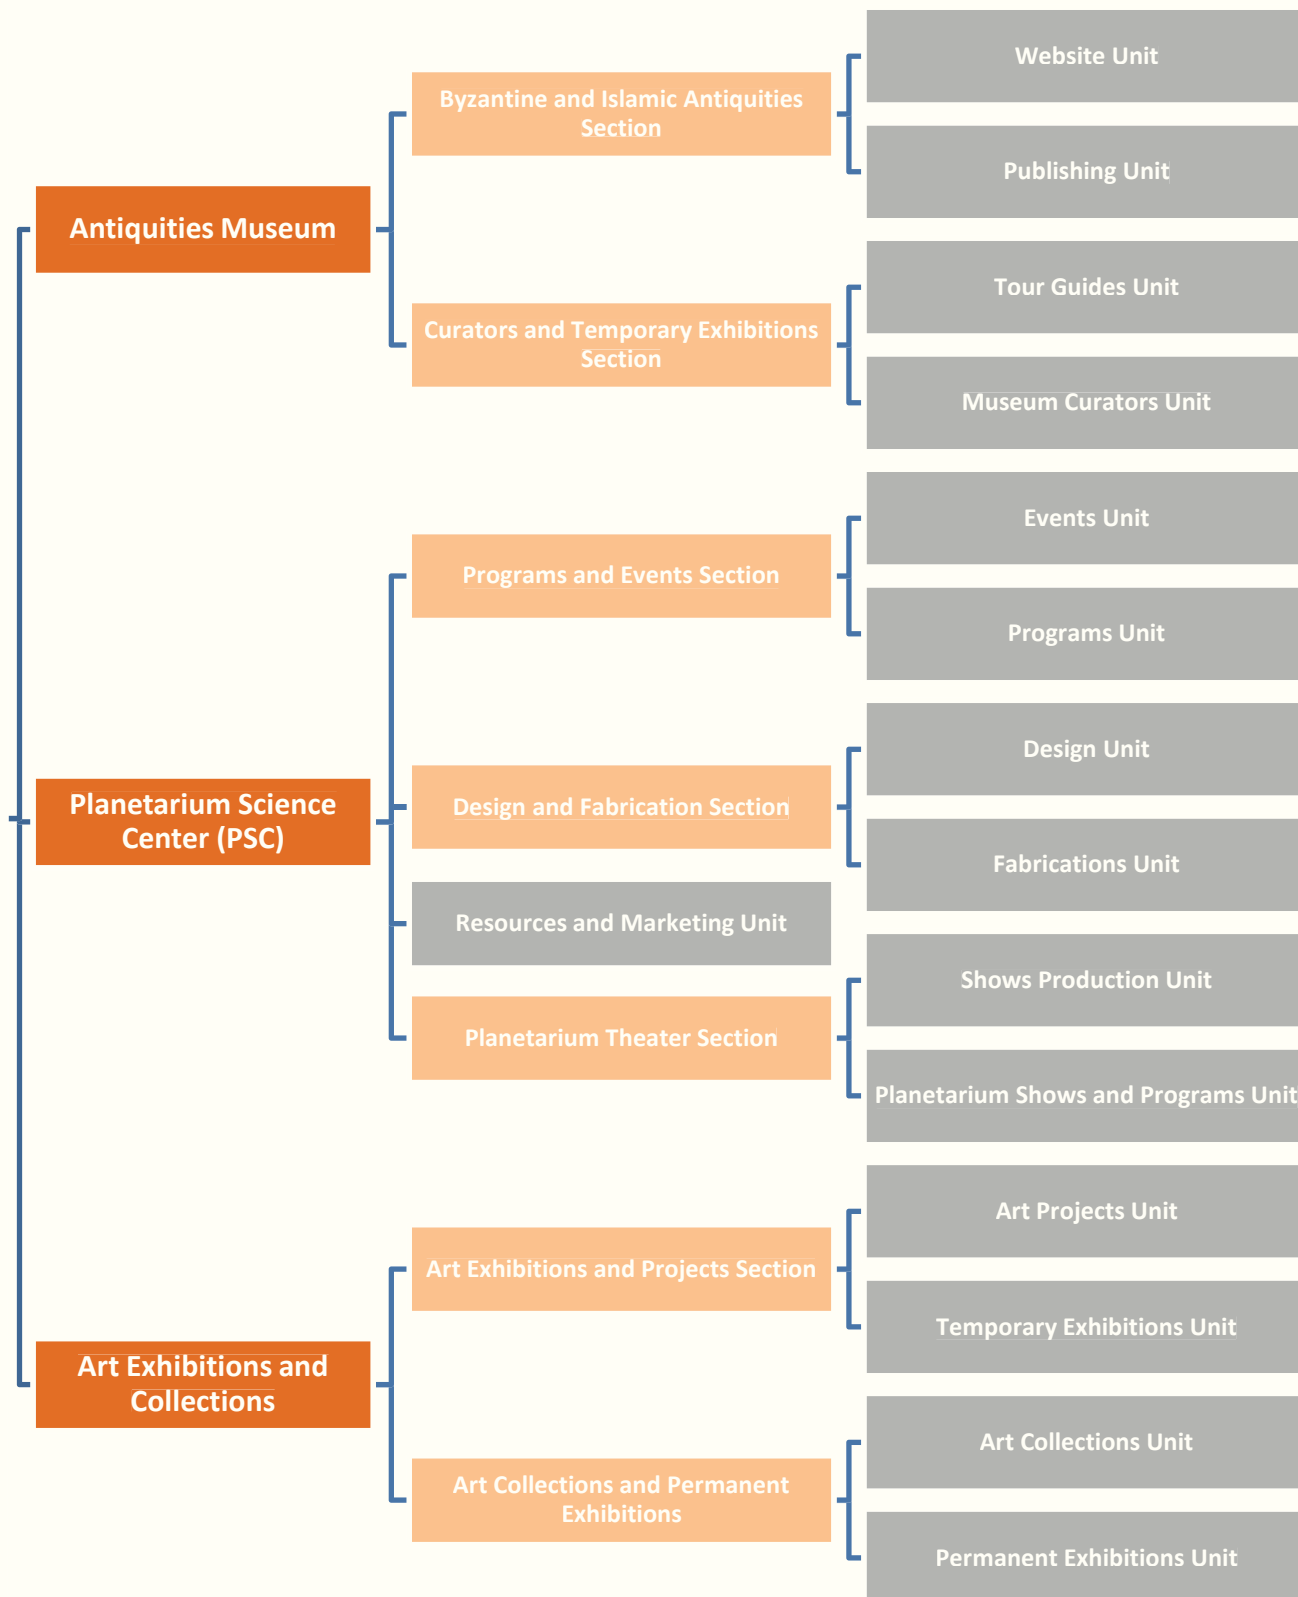 Website Unit
Byzantine and Islamic Antiquities
Section
Publishing Unit
Antiquities Museum
Tour Guides Unit
Curators and Temporary Exhibitions
Section
Museum Curators Unit
Events Unit
Programs and Events Section
Programs Unit
Design Unit
Planetarium Science
Center (PSC)
Design and Fabrication Section
Fabrications Unit
Resources and Marketing Unit
Shows Production Unit
Planetarium Theater Section
Planetarium Shows and Programs Unit
Art Projects Unit
Art Exhibitions and Projects Section
Temporary Exhibitions Unit
Art Exhibitions and
Collections
Art Collections Unit
Art Collections and Permanent
Exhibitions
Permanent Exhibitions Unit